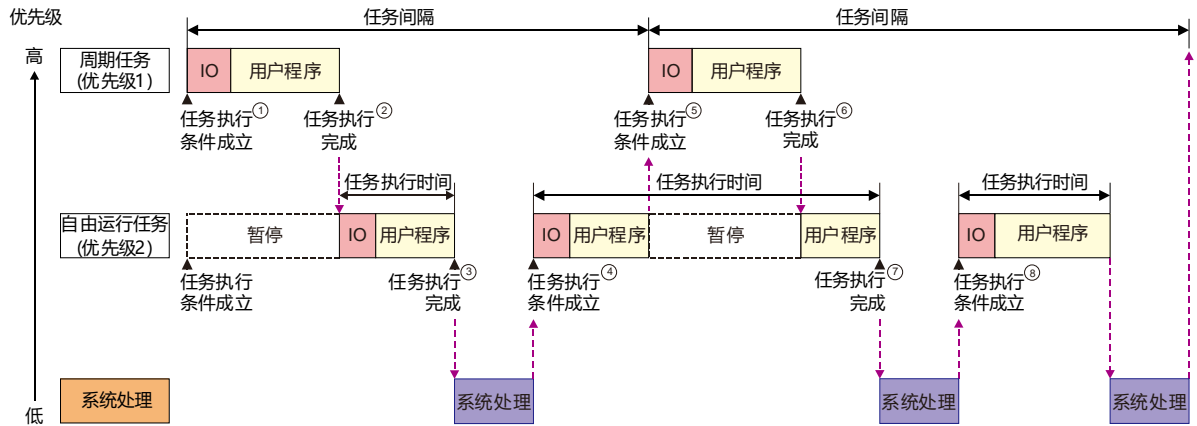 优先级
任务间隔
任务间隔
高
周期任务
(优先级1)
IO
用户程序
IO
用户程序
任务执行①
条件成立
任务执行②
完成
任务执行⑤
条件成立
任务执行⑥
完成
任务执行时间
任务执行时间
任务执行时间
自由运行任务
(优先级2)
暂停
IO
用户程序
IO
用户程序
暂停
用户程序
IO
用户程序
任务执行
条件成立
任务执行③
完成
任务执行④
条件成立
任务执行⑦
完成
任务执行⑧
条件成立
系统处理
系统处理
系统处理
系统处理
低